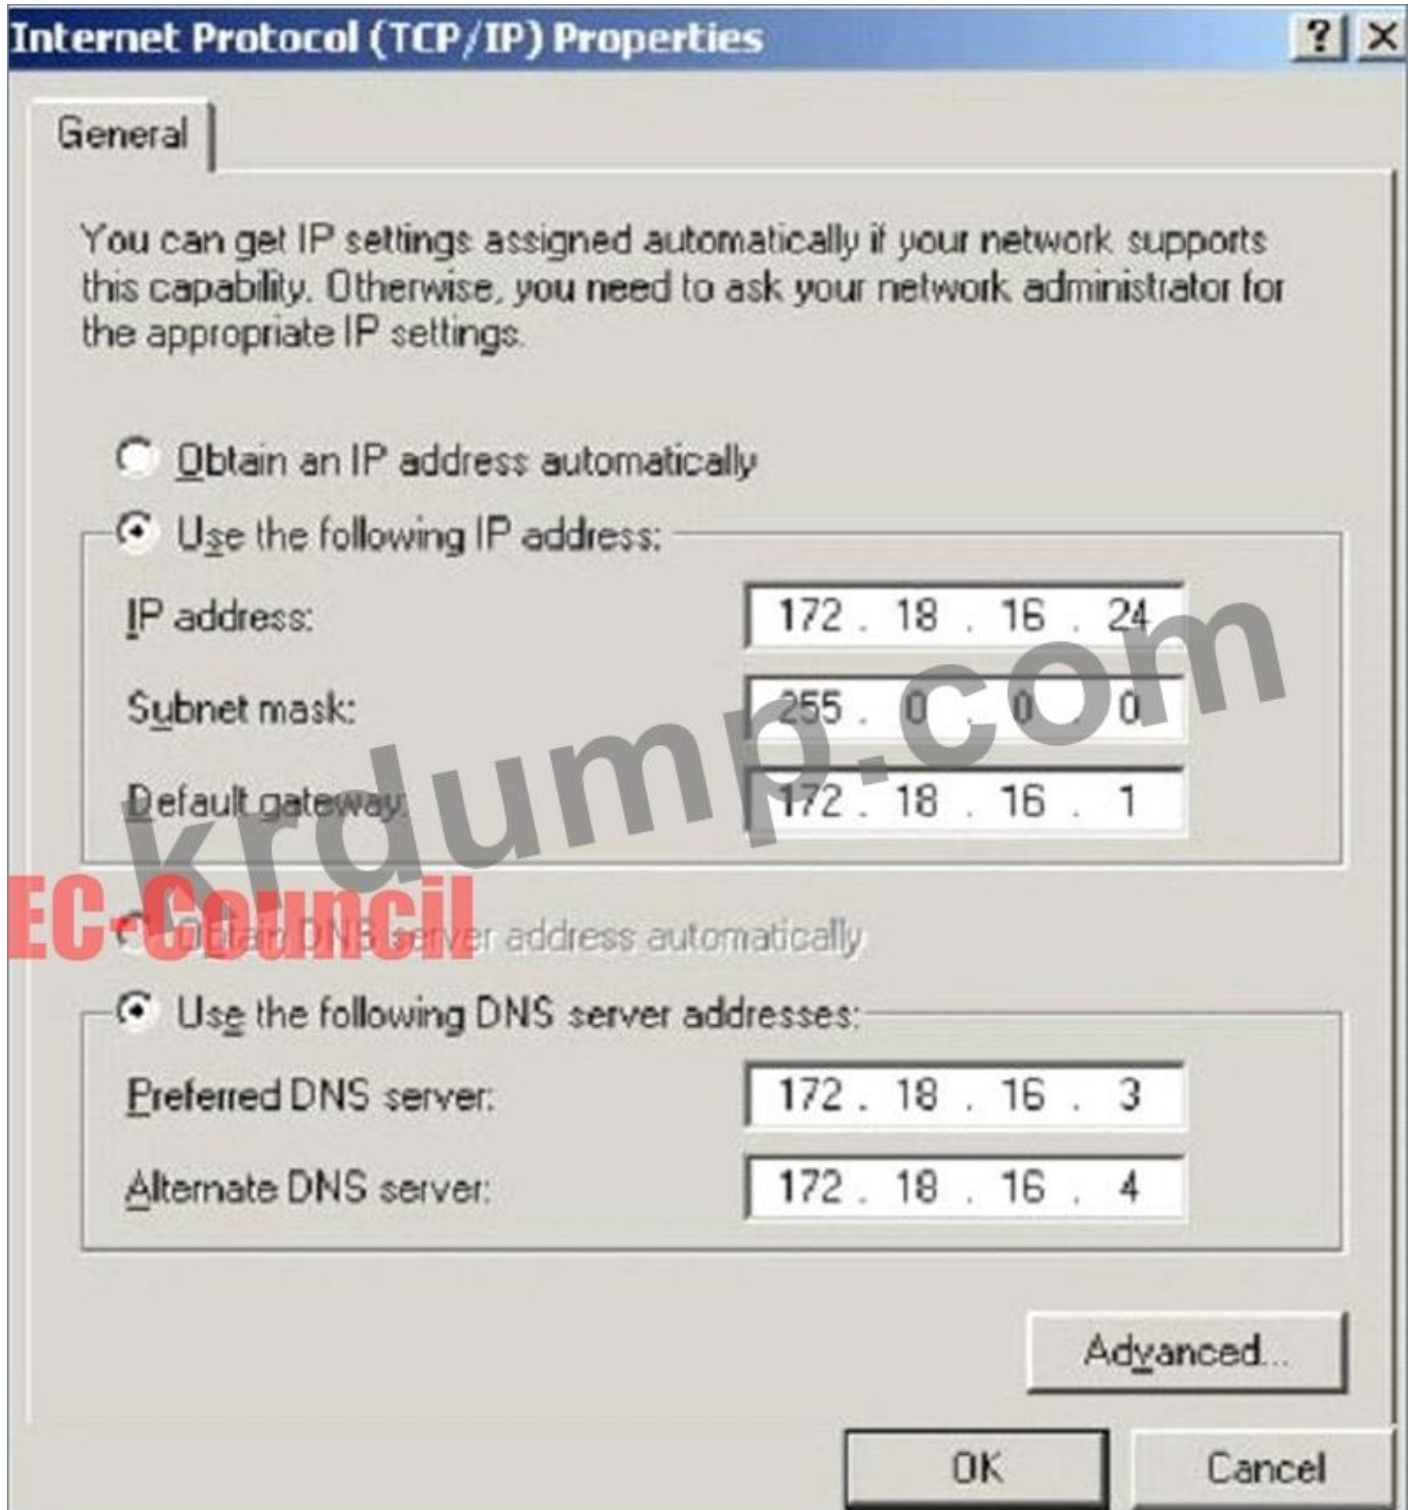 Internet Protocol (TCP/IP) Properties
? X
General
You can get IP settings assigned automatically if your network supports
this capability. Otherwise, you need to ask your network administrator for
the appropriate IP settings.
Obtain an IP address automatically
Use the following IP address:
IP address: 172 . 18 . 16 . 24
Subnet mask: 255 . 0 . 0 . 0
Default gateway: 172 . 18 . 16 . 1
krdump.com
EC-Council
Obtain DNS server address automatically
Use the following DNS server addresses:
Preferred DNS server: 172 . 18 . 16 . 3
Alternate DNS server: 172 . 18 . 16 . 4
Advanced...
OK Cancel